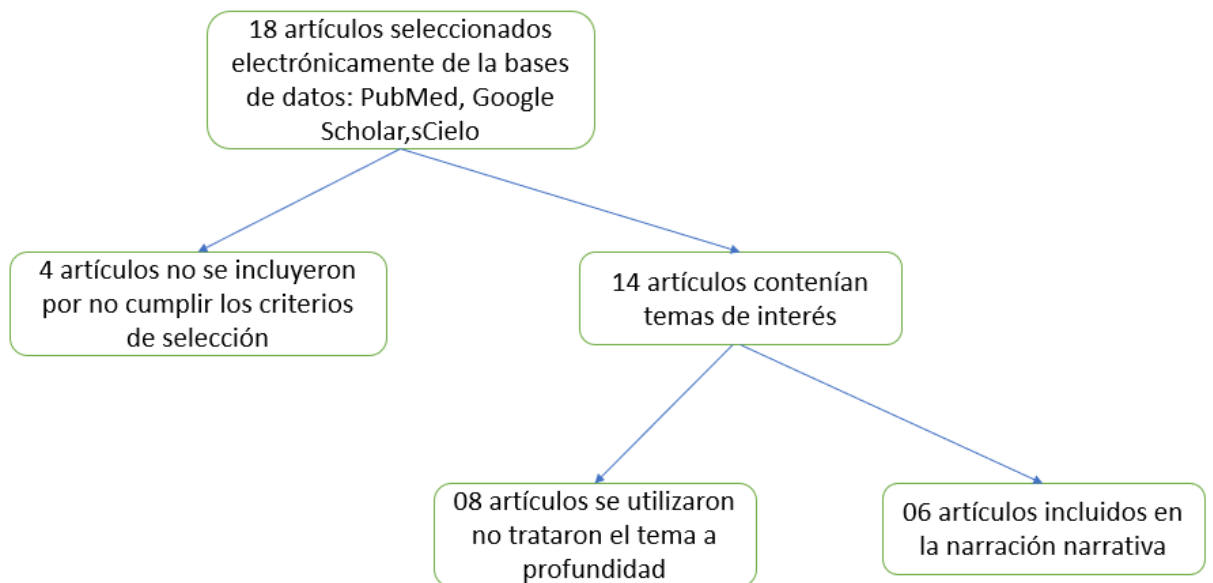 18 artículos seleccionados
electrónicamente de la bases
de datos: PubMed, Google
Scholar,sCielo
4 artículos no se incluyeron
por no cumplir los criterios
de selección
14 artículos contenían
temas de interés
08 artículos se utilizaron
no trataron el tema a
profundidad
06 artículos incluidos en
la narración narrativa